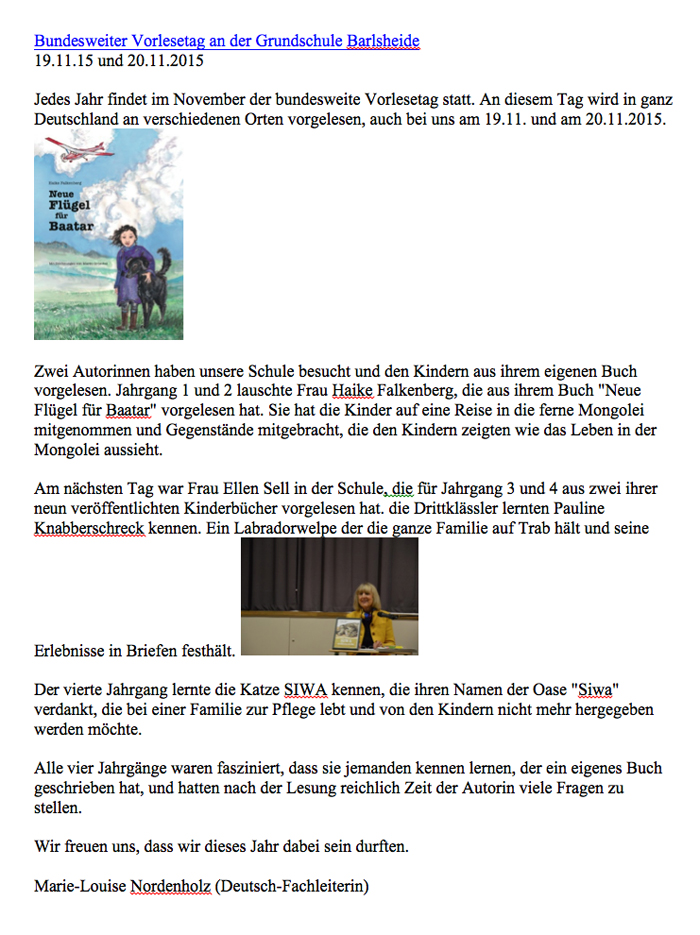 Bundesweiter Vorlesetag an der Grundschule Barlsheide
19.11.15 und 20.11.2015
Jedes Jahr findet im November der bundesweite Vorlesetag statt. An diesem Tag wird in ganz
Deutschland an verschiedenen Orten vorgelesen, auch bei uns am 19.11. und am 20.11.2015.
Neue
Flügel
für
Baatar
Zwei Autorinnen haben unsere Schule besucht und den Kindern aus ihrem eigenen Buch
vorgelesen. Jahrgang 1 und 2 lauschte Frau Haike Falkenberg, die aus ihrem Buch "Neue
Flügel für Baatar" vorgelesen hat. Sie hat die Kinder auf eine Reise in die ferne Mongolei
mitgenommen und Gegenstände mitgebracht, die den Kindern zeigten wie das Leben in der
Mongolei aussieht.
Am nächsten Tag war Frau Ellen Sell in der Schule, die für Jahrgang 3 und 4 aus zwei ihrer
neun veröffentlichten Kinderbücher vorgelesen hat. die Drittklässler lernten Pauline
Knabberschreck kennen. Ein Labradorwelpe der die ganze Familie auf Trab hält und seine
Erlebnisse in Briefen festhält.
Der vierte Jahrgang lernte die Katze SIWA kennen, die ihren Namen der Oase "Siwa"
verdankt, die bei einer Familie zur Pflege lebt und von den Kindern nicht mehr hergegeben
werden möchte.
Alle vier Jahrgänge waren fasziniert, dass sie jemanden kennen lernen, der ein eigenes Buch
geschrieben hat, und hatten nach der Lesung reichlich Zeit der Autorin viele Fragen zu
stellen.
Wir freuen uns, dass wir dieses Jahr dabei sein durften.
Marie-Louise Nordenholz (Deutsch-Fachleiterin)